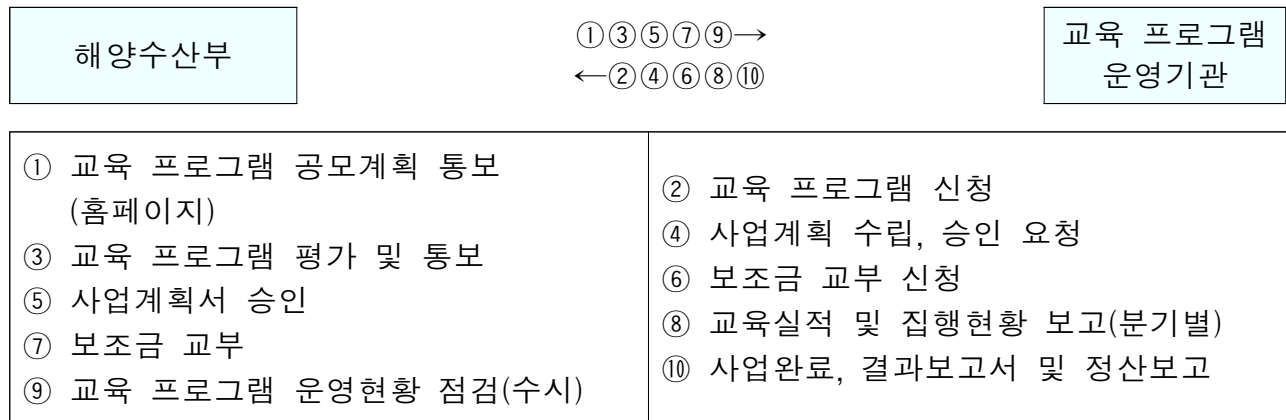 해양수산부
①③⑤⑦⑨→
←②④⑥⑧⑩
교육 프로그램
운영기관
① 교육 프로그램 공모계획 통보
(홈페이지)
③ 교육 프로그램 평가 및 통보
⑤ 사업계획서 승인
⑦ 보조금 교부
⑨ 교육 프로그램 운영현황 점검(수시)
② 교육 프로그램 신청
④ 사업계획 수립, 승인 요청
⑥ 보조금 교부 신청
⑧ 교육실적 및 집행현황 보고(분기별)
⑩ 사업완료, 결과보고서 및 정산보고